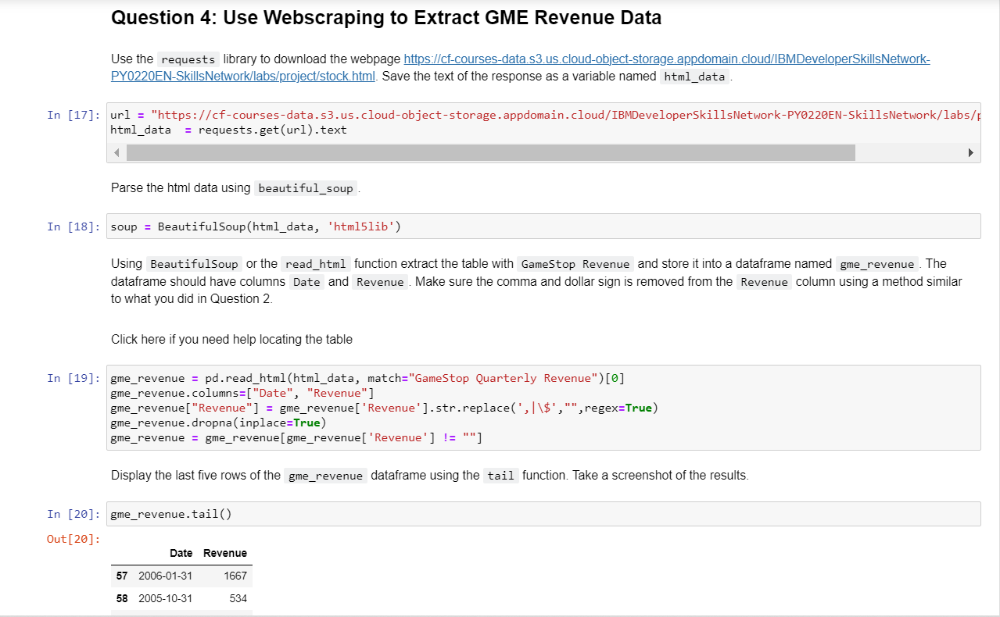 Question 4: Use Webscraping to Extract GME Revenue Data
Use the requests library to download the webpage https://cf-courses-data.s3.us.cloud-object-storage.appdomain.cloud/IBMDeveloperSkillsNetwork-
PY0220EN-SkillsNetwork/labs/project/stock.html. Save the text of the response as a variable named html_data .
In [17]: url = "https://cf-courses-data.s3.us.cloud-object-storage.appdomain.cloud/IBMDeveloperSkillsNetwork-PY0220EN-SkillsNetwork/labs/p
html_data  = requests.get(url).text
Parse the html data using beautiful_soup .
In [18]: soup = BeautifulSoup(html_data, 'html5lib')
Using BeautifulSoup or the read_html function extract the table with GameStop Revenue and store it into a dataframe named gme_revenue . The
dataframe should have columns Date and Revenue . Make sure the comma and dollar sign is removed from the Revenue column using a method similar
to what you did in Question 2.
Click here if you need help locating the table
In [19]: gme_revenue = pd.read_html(html_data, match="GameStop Quarterly Revenue")[0]
gme_revenue.columns=["Date", "Revenue"]
gme_revenue["Revenue"] = gme_revenue['Revenue'].str.replace(',|\$',"",regex=True)
gme_revenue.dropna(inplace=True)
gme_revenue = gme_revenue[gme_revenue['Revenue'] != ""]
Display the last five rows of the gme_revenue dataframe using the tail function. Take a screenshot of the results.
In [20]: gme_revenue.tail()
Out[20]:
Date Revenue
57 2006-01-31 1667
58 2005-10-31 534